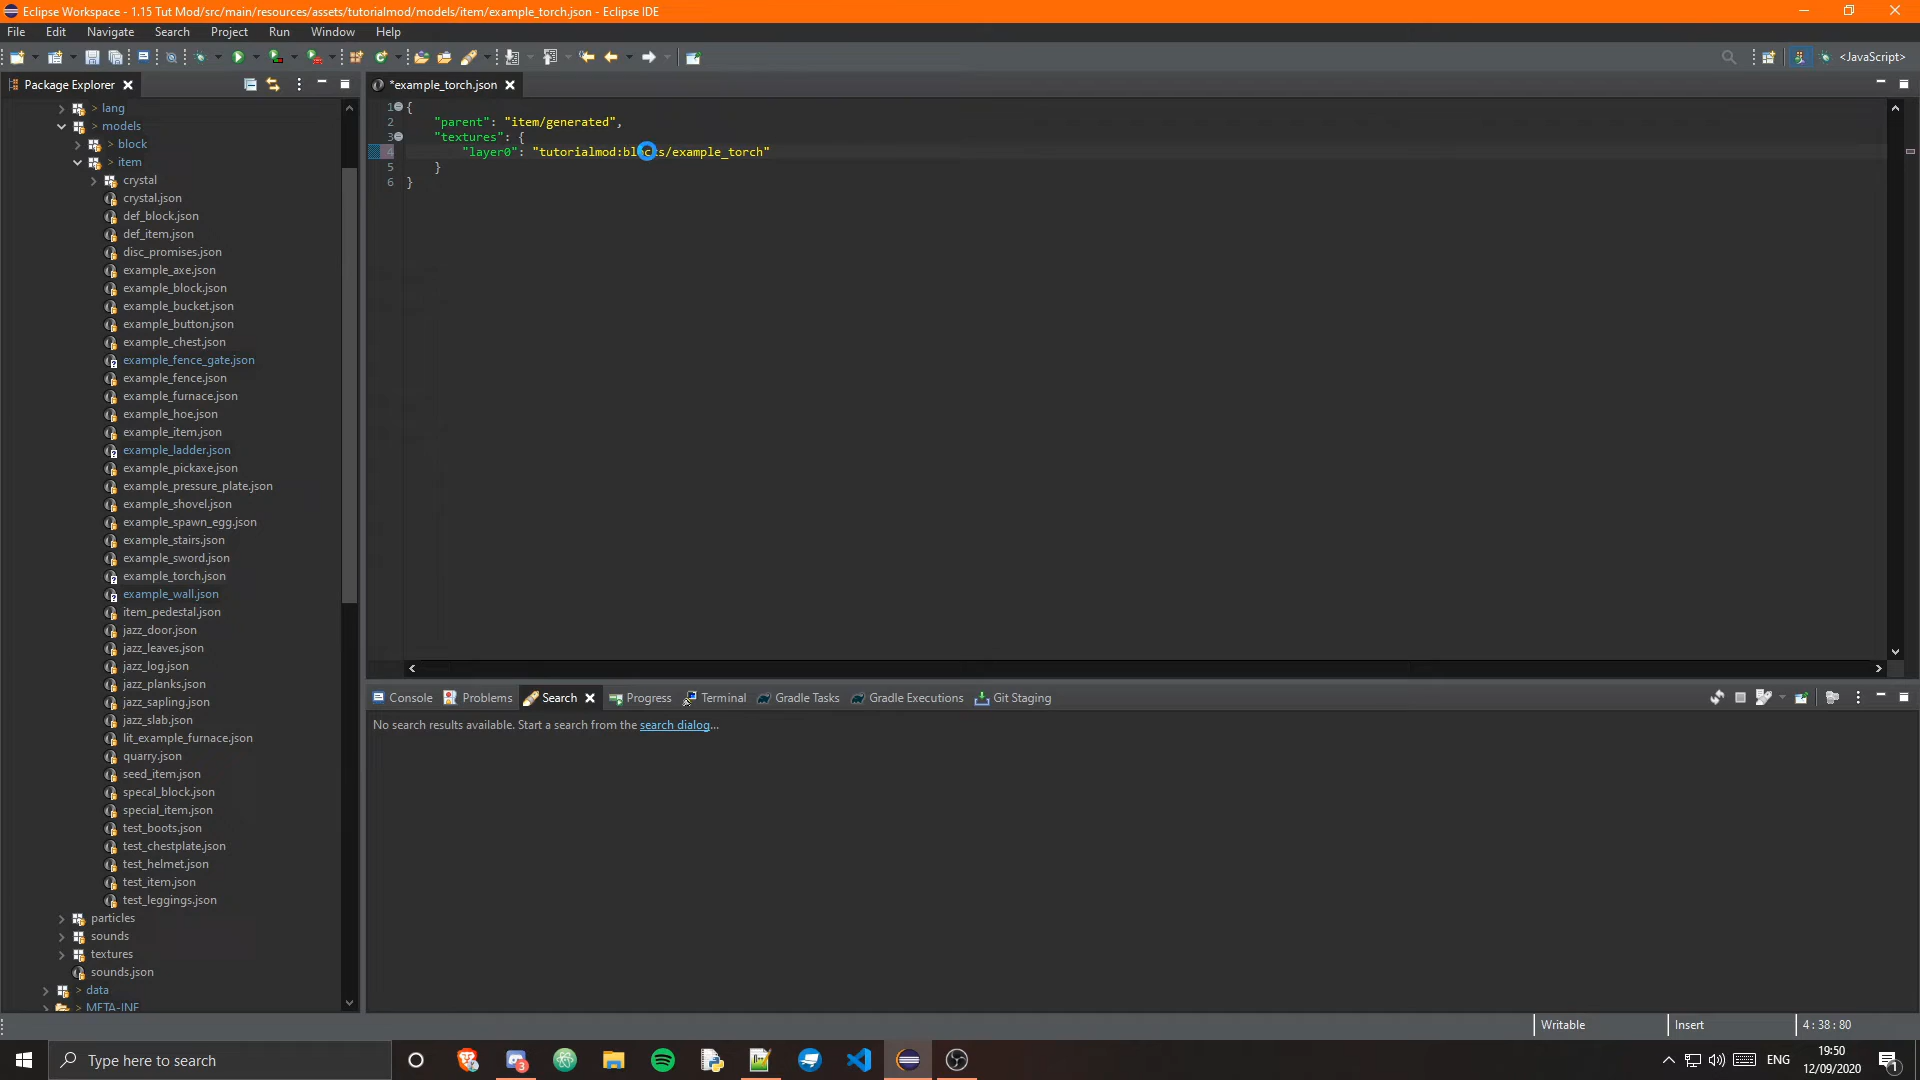 Eclipse Workspace - 1.15 Tut Mod/src/main/resources/assets/tutorialmod/models/item/example_torch.json - Eclipse IDE
File Edit Navigate Search Project Run Window Help
<JavaScript>
Package Explorer
*example_torch.json
> lang
> models
> block
> item
crystal
crystal.json
def_block.json
def_item.json
disc_promises.json
example_axe.json
example_block.json
example_bucket.json
example_button.json
example_chest.json
example_fence_gate.json
example_fence.json
example_furnace.json
example_hoe.json
example_item.json
example_ladder.json
example_pickaxe.json
example_pressure_plate.json
example_shovel.json
example_spawn_egg.json
example_stairs.json
example_sword.json
example_torch.json
example_wall.json
item_pedestal.json
jazz_door.json
jazz_leaves.json
jazz_log.json
jazz_planks.json
jazz_sapling.json
jazz_slab.json
lit_example_furnace.json
quarry.json
seed_item.json
specal_block.json
special_item.json
test_boots.json
test_chestplate.json
test_helmet.json
test_item.json
test_leggings.json
particles
sounds
textures
sounds.json
> data
> META-INF
1 {
2 "parent": "item/generated",
3 "textures": {
4 "layer0": "tutorialmod:blocks/example_torch"
5 }
6 }
Console Problems Search Progress Terminal Gradle Tasks Gradle Executions Git Staging
No search results available. Start a search from the search dialog...
Writable Insert 4 : 38 : 80
Type here to search
3
ENG
19:50
12/09/2020
1